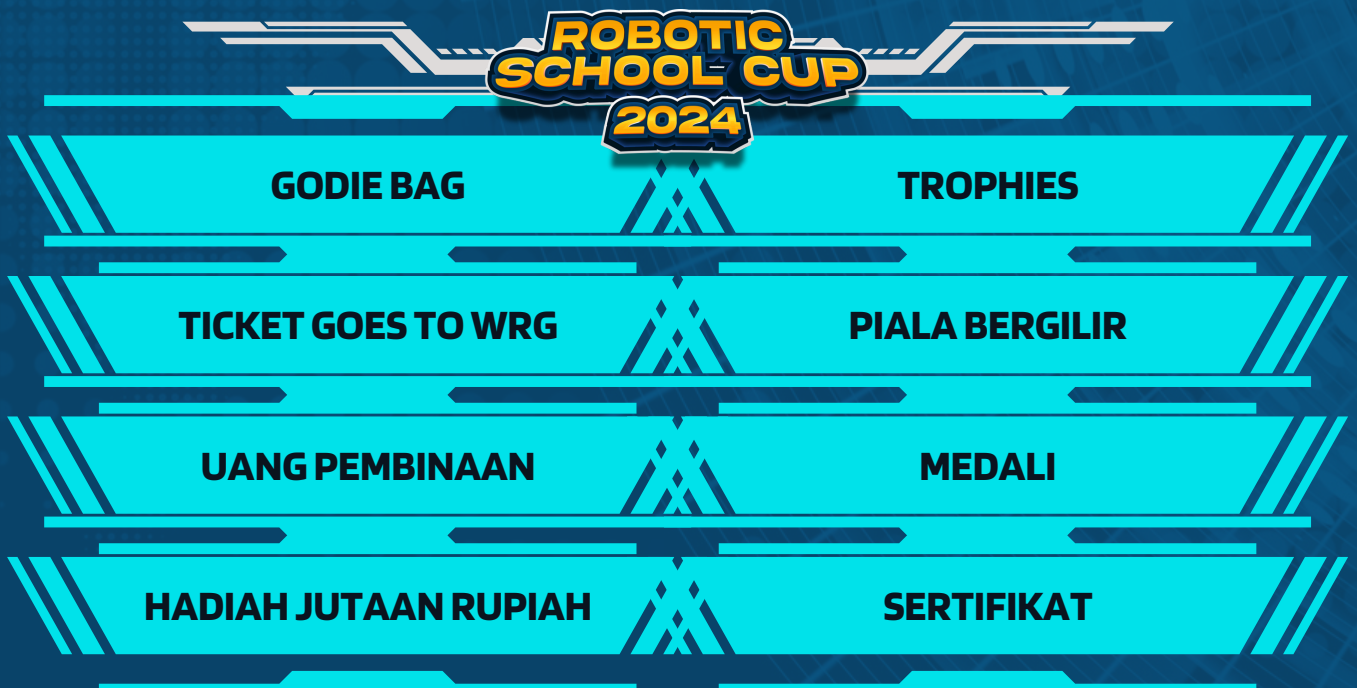 ROBOTIC
SCHOOL CUP
2024
GODIE BAG
TROPHIES
TICKET GOES TO WRG
PIALA BERGILIR
UANG PEMBINAAN
MEDALI
HADIAH JUTAAN RUPIAH
SERTIFIKAT